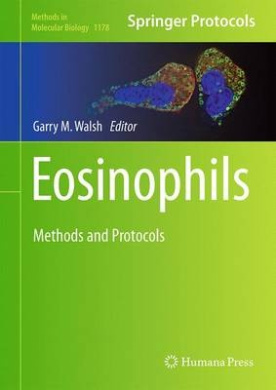 Methods in
Molecular Biology 1178
Springer Protocols
Garry M. Walsh Editor
Eosinophils
Methods and Protocols
Humana Press